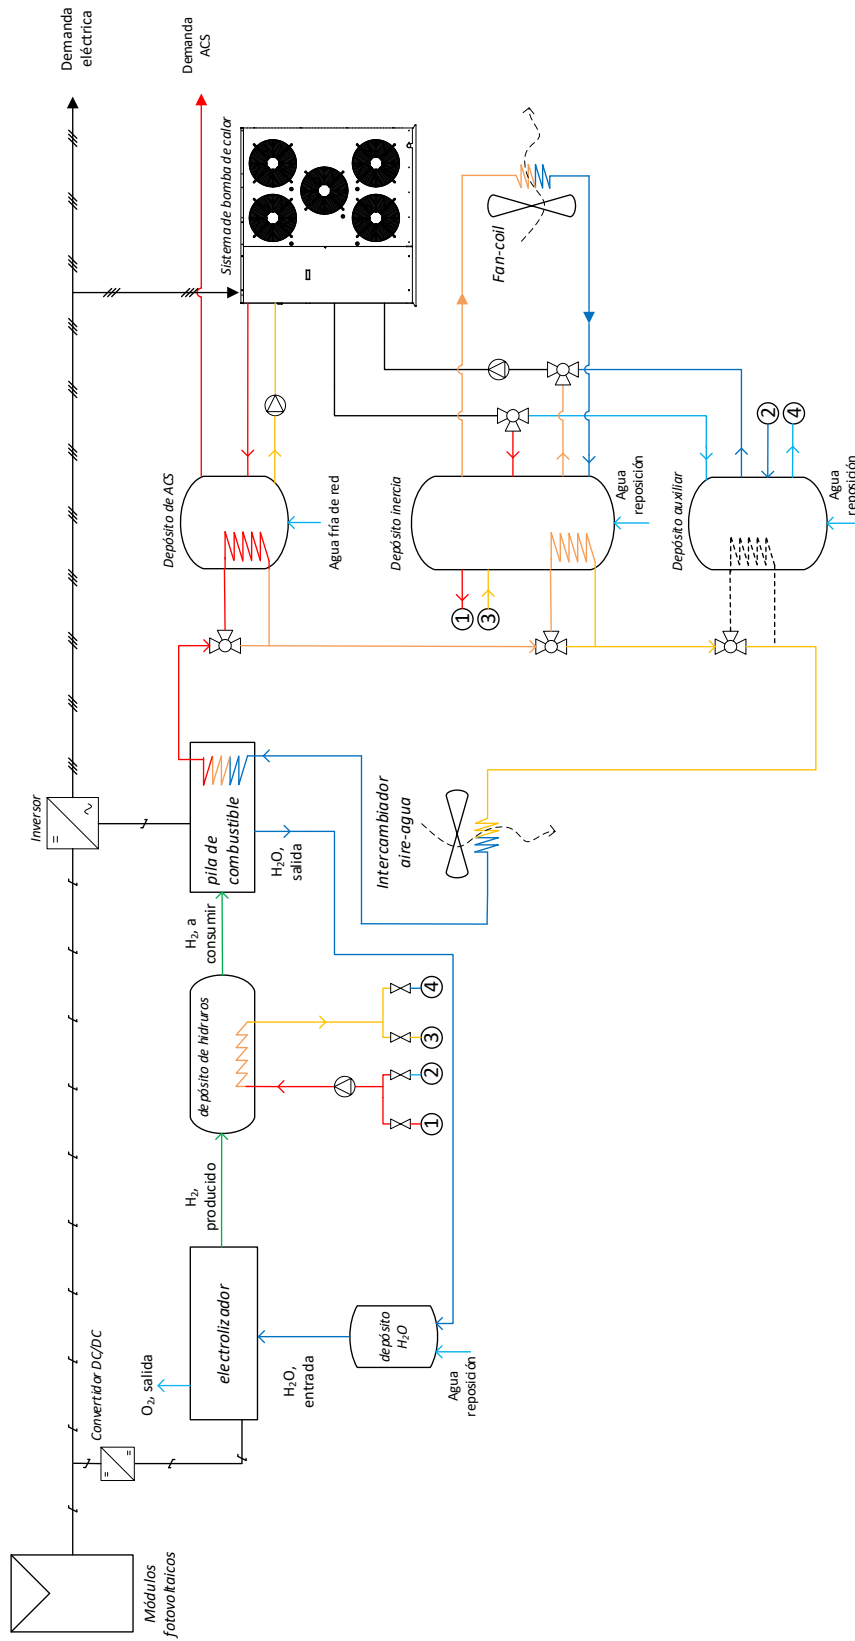 Módulos
fotovoltaicos
Convertidor DC/DC
=
=
O₂, salida
electrolizador
H₂O,
entrada
depósito
H₂O
Agua
reposición
H₂,
producido
depósito de hidruros
1
2
3
4
H₂, a
consumir
pila de
combustible
H₂O,
salida
Inversor
=
~
Intercambiador
aire-agua
Depósito de ACS
Agua fría de red
Depósito inercia
1
3
Agua
reposición
Depósito auxiliar
2
4
Agua
reposición
Sistema de bomba de calor
Fan-coil
Demanda
eléctrica
Demanda
ACS